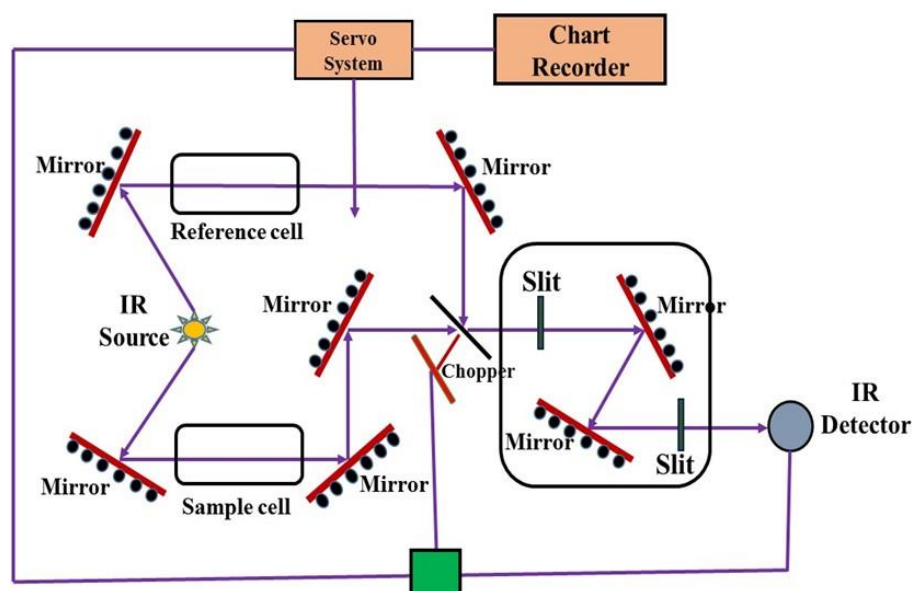 Servo
System
Chart
Recorder
Mirror
Mirror
Reference cell
Slit
Mirror
Mirror
IR
Source
Chopper
IR
Detector
Mirror
Slit
Mirror
Mirror
Sample cell